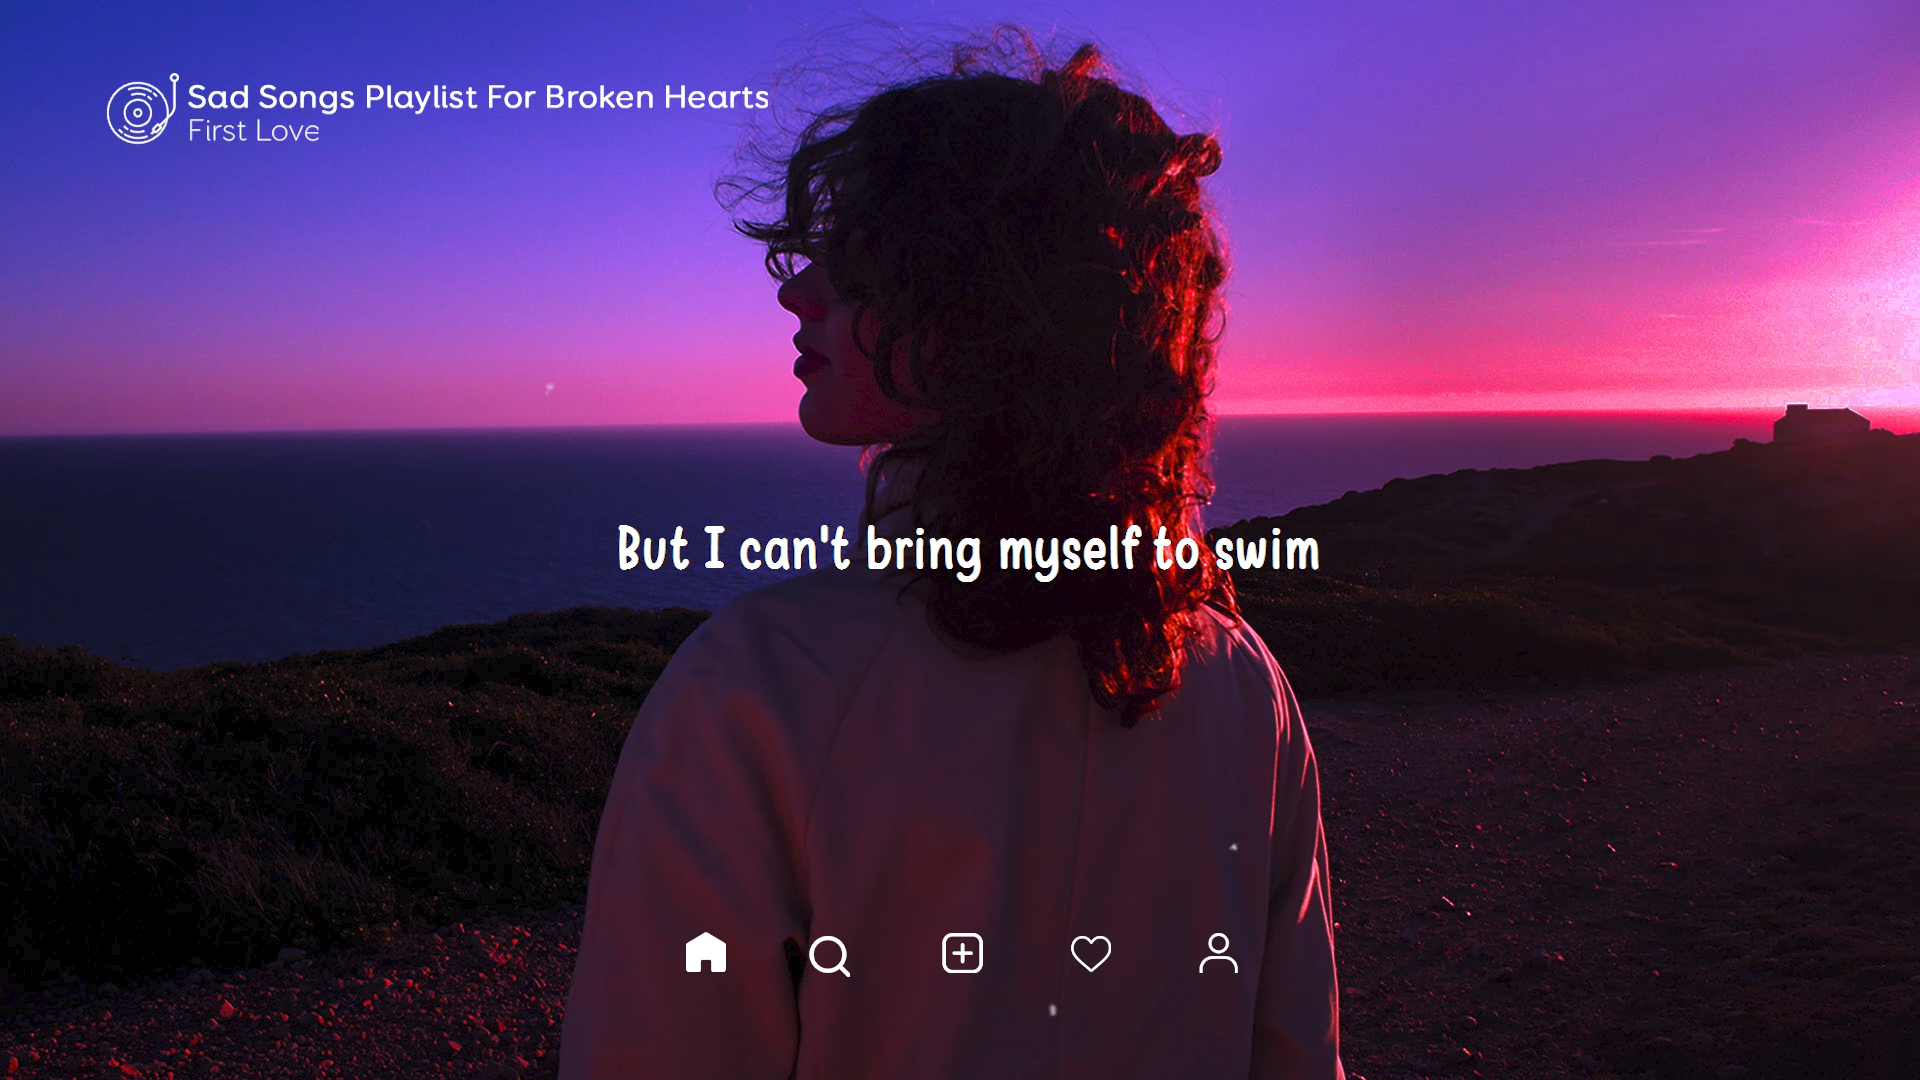 Sad Songs Playlist For Broken Hearts
First Love
But I can't bring myself to swim